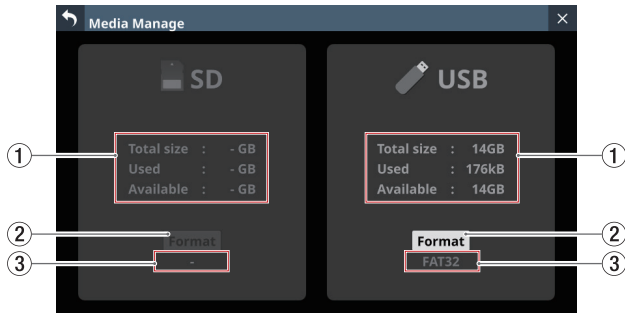 Media Manage
SD
Total size : - GB
Used : - GB
Available : - GB
Format
-
USB
Total size : 14GB
Used : 176kB
Available : 14GB
Format
FAT32
① ①
② ②
③ ③